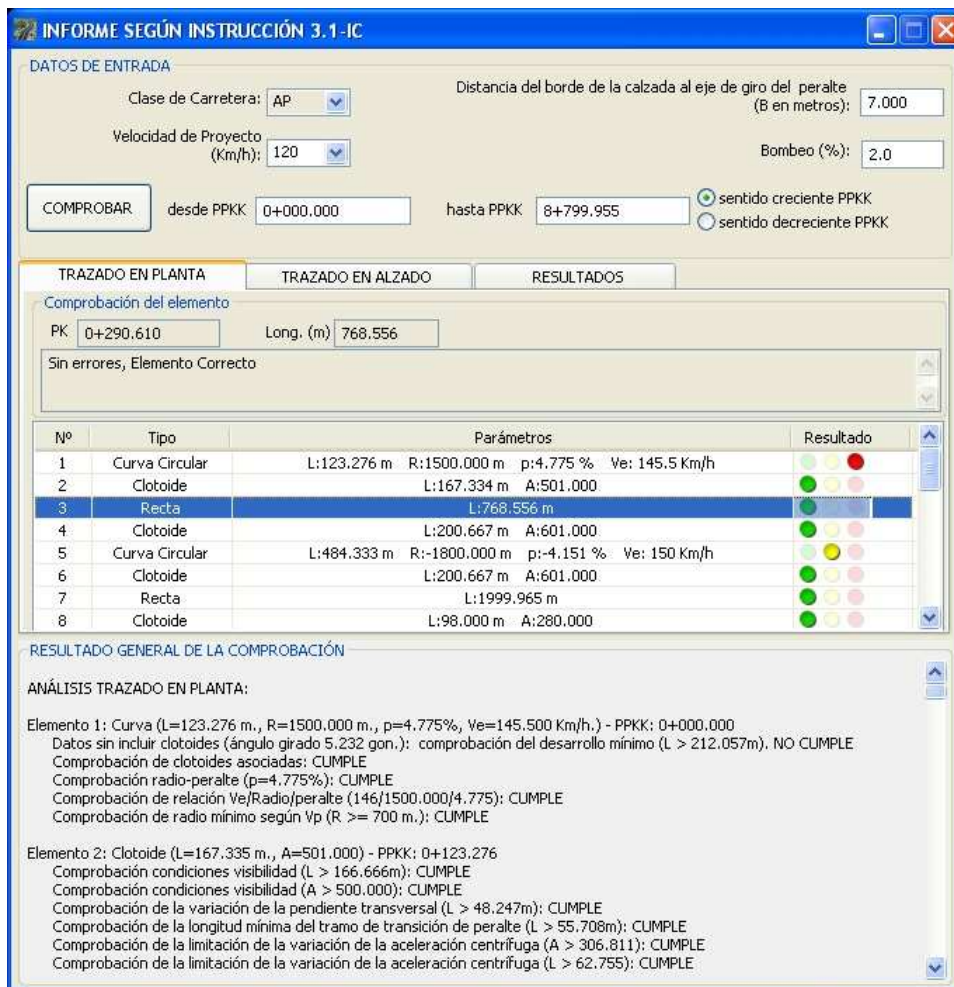 INFORME SEGÚN INSTRUCCIÓN 3.1-IC
DATOS DE ENTRADA
Clase de Carretera: AP
Distancia del borde de la calzada al eje de giro del peralte
(B en metros): 7.000
Velocidad de Proyecto
(Km/h): 120
Bombeo (%): 2.0
COMPROBAR desde PPKK 0+000.000 hasta PPKK 8+799.955
sentido creciente PPKK
sentido decreciente PPKK
TRAZADO EN PLANTA TRAZADO EN ALZADO RESULTADOS
Comprobación del elemento
PK 0+290.610 Long. (m) 768.556
Sin errores, Elemento Correcto
Nº Tipo Parámetros Resultado
1 Curva Circular L:123.276 m R:1500.000 m p:4.775 % Ve: 145.5 Km/h
2 Clotoide L:167.334 m A:501.000
3 Recta L:768.556 m
4 Clotoide L:200.667 m A:601.000
5 Curva Circular L:484.333 m R:-1800.000 m p:-4.151 % Ve: 150 Km/h
6 Clotoide L:200.667 m A:601.000
7 Recta L:1999.965 m
8 Clotoide L:98.000 m A:280.000
RESULTADO GENERAL DE LA COMPROBACIÓN
ANÁLISIS TRAZADO EN PLANTA:
Elemento 1: Curva (L=123.276 m., R=1500.000 m., p=4.775%, Ve=145.500 Km/h.) - PPKK: 0+000.000
Datos sin incluir clotoides (ángulo girado 5.232 gon.): comprobación del desarrollo mínimo (L > 212.057m). NO CUMPLE
Comprobación de clotoides asociadas: CUMPLE
Comprobación radio-peralte (p=4.775%): CUMPLE
Comprobación de relación Ve/Radio/peralte (146/1500.000/4.775): CUMPLE
Comprobación de radio mínimo según Vp (R >= 700 m.): CUMPLE
Elemento 2: Clotoide (L=167.335 m., A=501.000) - PPKK: 0+123.276
Comprobación condiciones visibilidad (L > 166.666m): CUMPLE
Comprobación condiciones visibilidad (A > 500.000): CUMPLE
Comprobación de la variación de la pendiente transversal (L > 48.247m): CUMPLE
Comprobación de la longitud mínima del tramo de transición de peralte (L > 55.708m): CUMPLE
Comprobación de la limitación de la variación de la aceleración centrífuga (A > 306.811): CUMPLE
Comprobación de la limitación de la variación de la aceleración centrífuga (L > 62.755): CUMPLE